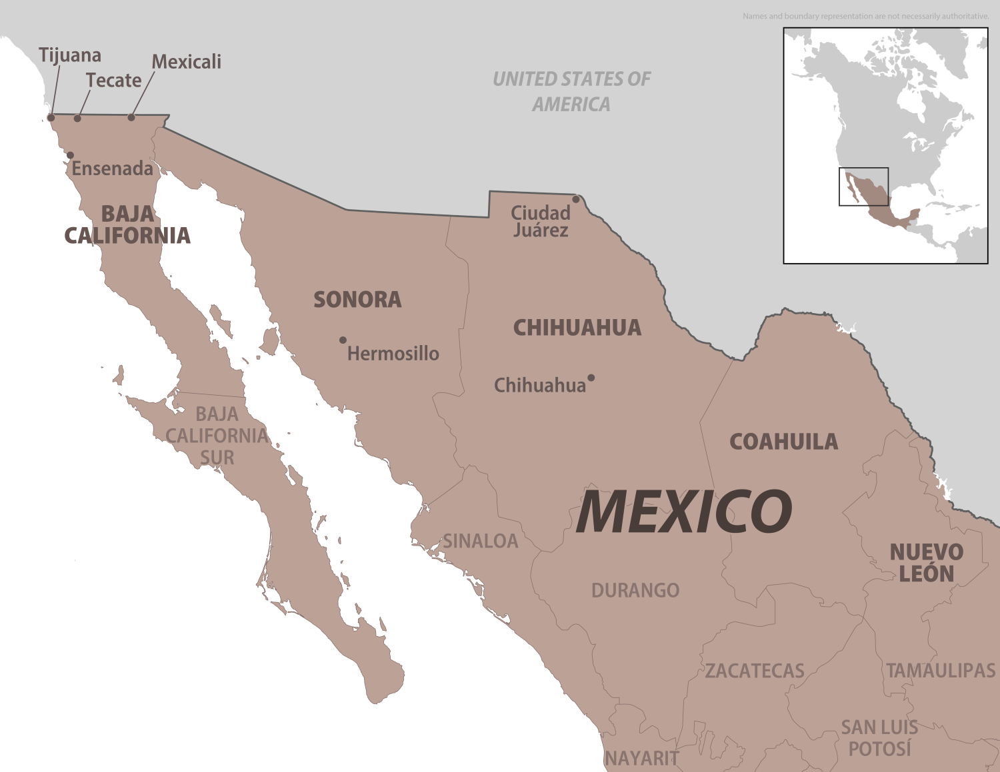 Names and boundary representation are not necessarily authoritative.
Tijuana
Mexicali
Tecate
UNITED STATES OF
AMERICA
Ensenada
BAJA
CALIFORNIA
Ciudad
Juárez
SONORA
CHIHUAHUA
Hermosillo
Chihuahua
BAJA
CALIFORNIA
SUR
COAHUILA
MEXICO
SINALOA
NUEVO
LEÓN
DURANGO
ZACATECAS
TAMAULIPAS
SAN LUIS
POTOSÍ
NAYARIT